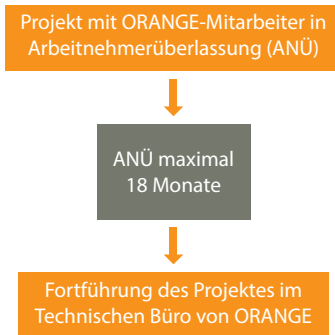 Projekt mit ORANGE-Mitarbeiter in
Arbeitnehmerüberlassung (ANÜ)
ANÜ maximal
18 Monate
Fortführung des Projektes im
Technischen Büro von ORANGE